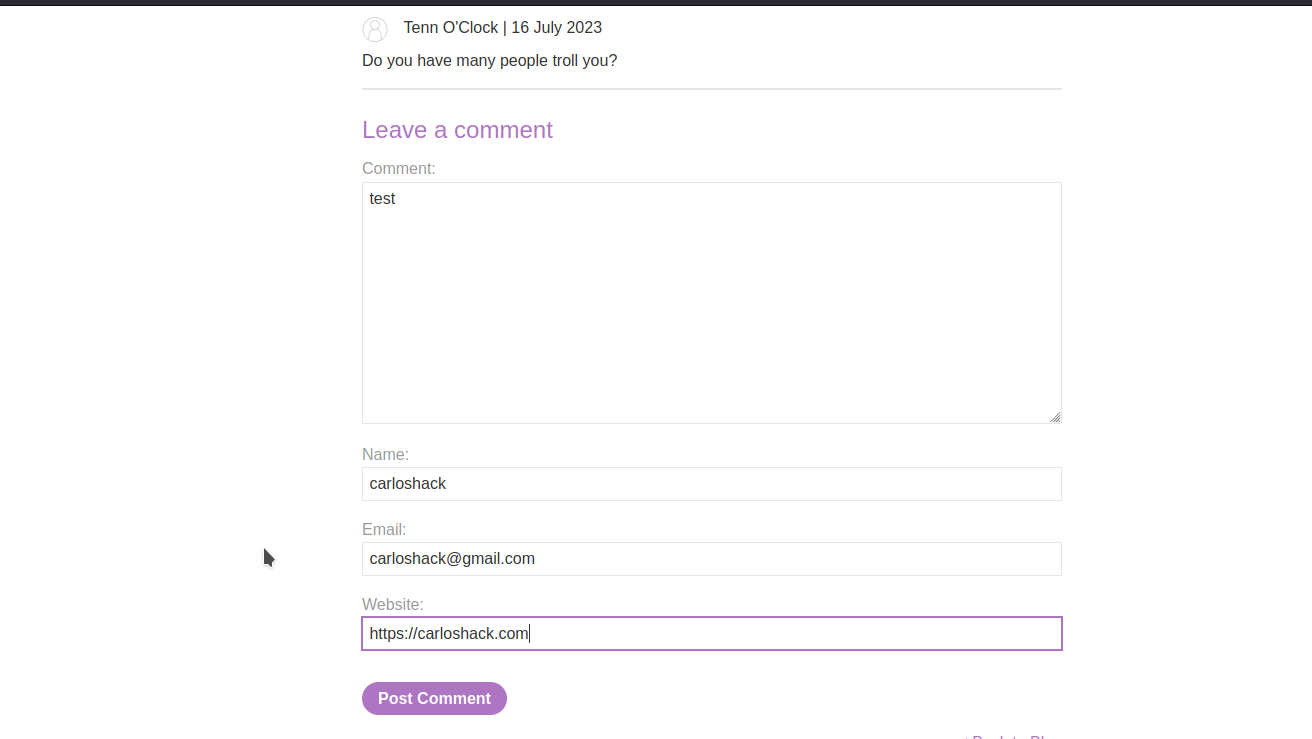 Tenn O'Clock | 16 July 2023
Do you have many people troll you?
Leave a comment
Comment:
test
Name:
carloshack
Email:
carloshack@gmail.com
Website:
https://carloshack.com
Post Comment